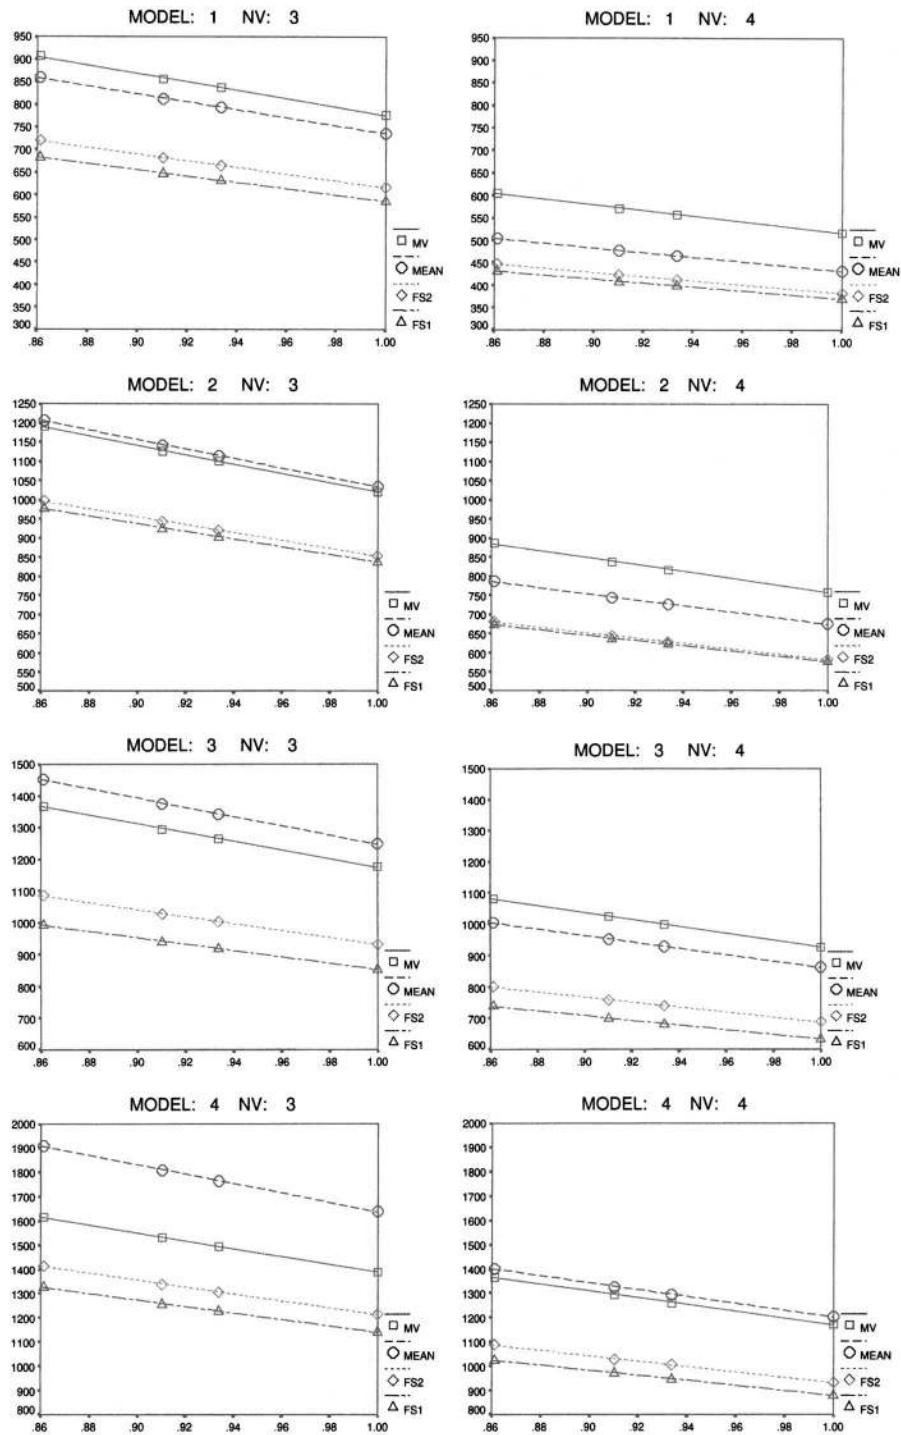 MODEL: 1 NV: 3
950
900
850
800
750
700
650
600
550
500
450
400
350
300
.86 .88 .90 .92 .94 .96 .98 1.00
MV
MEAN
FS2
FS1
MODEL: 1 NV: 4
950
900
850
800
750
700
650
600
550
500
450
400
350
300
.86 .88 .90 .92 .94 .96 .98 1.00
MV
MEAN
FS2
FS1
MODEL: 2 NV: 3
1250
1200
1150
1100
1050
1000
950
900
850
800
750
700
650
600
550
500
.86 .88 .90 .92 .94 .96 .98 1.00
MV
MEAN
FS2
FS1
MODEL: 2 NV: 4
1250
1200
1150
1100
1050
1000
950
900
850
800
750
700
650
600
550
500
.86 .88 .90 .92 .94 .96 .98 1.00
MV
MEAN
FS2
FS1
MODEL: 3 NV: 3
1500
1400
1300
1200
1100
1000
900
800
700
600
.86 .88 .90 .92 .94 .96 .98 1.00
MV
MEAN
FS2
FS1
MODEL: 3 NV: 4
1500
1400
1300
1200
1100
1000
900
800
700
600
.86 .88 .90 .92 .94 .96 .98 1.00
MV
MEAN
FS2
FS1
MODEL: 4 NV: 3
2000
1900
1800
1700
1600
1500
1400
1300
1200
1100
1000
900
800
.86 .88 .90 .92 .94 .96 .98 1.00
MV
MEAN
FS2
FS1
MODEL: 4 NV: 4
2000
1900
1800
1700
1600
1500
1400
1300
1200
1100
1000
900
800
.86 .88 .90 .92 .94 .96 .98 1.00
MV
MEAN
FS2
FS1